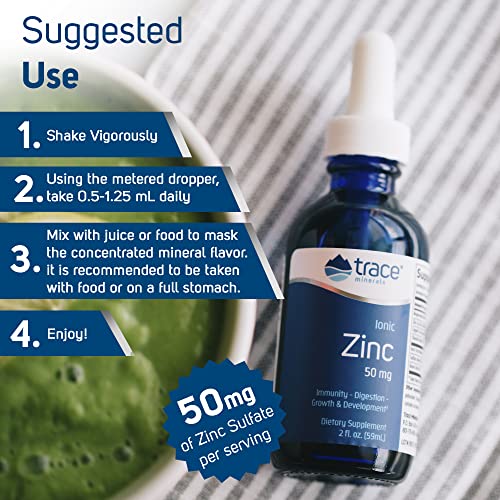 Suggested
Use
1. Shake Vigorously
2. Using the metered dropper,
take 0.5-1.25 mL daily
3. Mix with juice or food to mask
the concentrated mineral flavor.
it is recommended to be taken
with food or on a full stomach.
4. Enjoy!
trace®
minerals
Ionic
Zinc
50 mg
Immunity - Digestion -
Growth & Development†
Dietary Supplement
2 fl. oz. (59mL)
50mg
of Zinc Sulfate
per serving